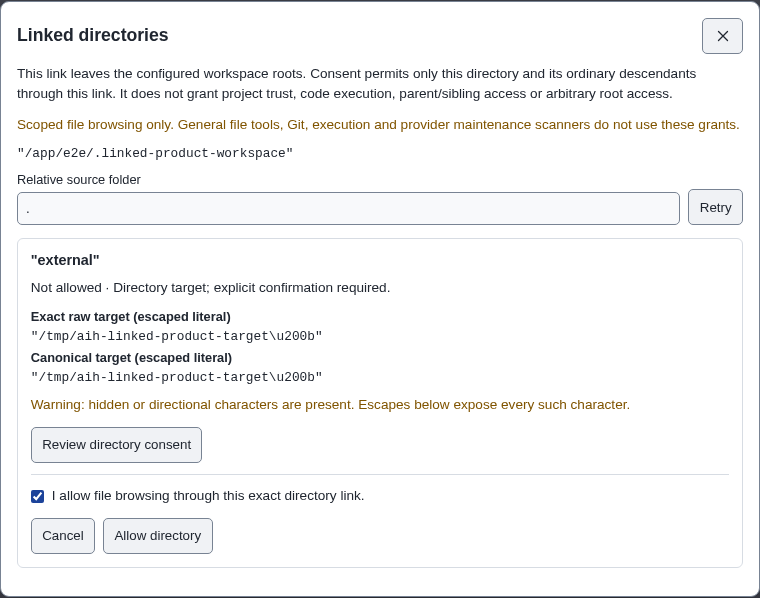 Linked directories
This link leaves the configured workspace roots. Consent permits only this directory and its ordinary descendants
through this link. It does not grant project trust, code execution, parent/sibling access or arbitrary root access.
Scoped file browsing only. General file tools, Git, execution and provider maintenance scanners do not use these grants.
"/app/e2e/.linked-product-workspace"
Relative source folder
.
Retry
"external"
Not allowed · Directory target; explicit confirmation required.
Exact raw target (escaped literal)
"/tmp/aih-linked-product-target\u200b"
Canonical target (escaped literal)
"/tmp/aih-linked-product-target\u200b"
Warning: hidden or directional characters are present. Escapes below expose every such character.
Review directory consent
I allow file browsing through this exact directory link.
Cancel
Allow directory